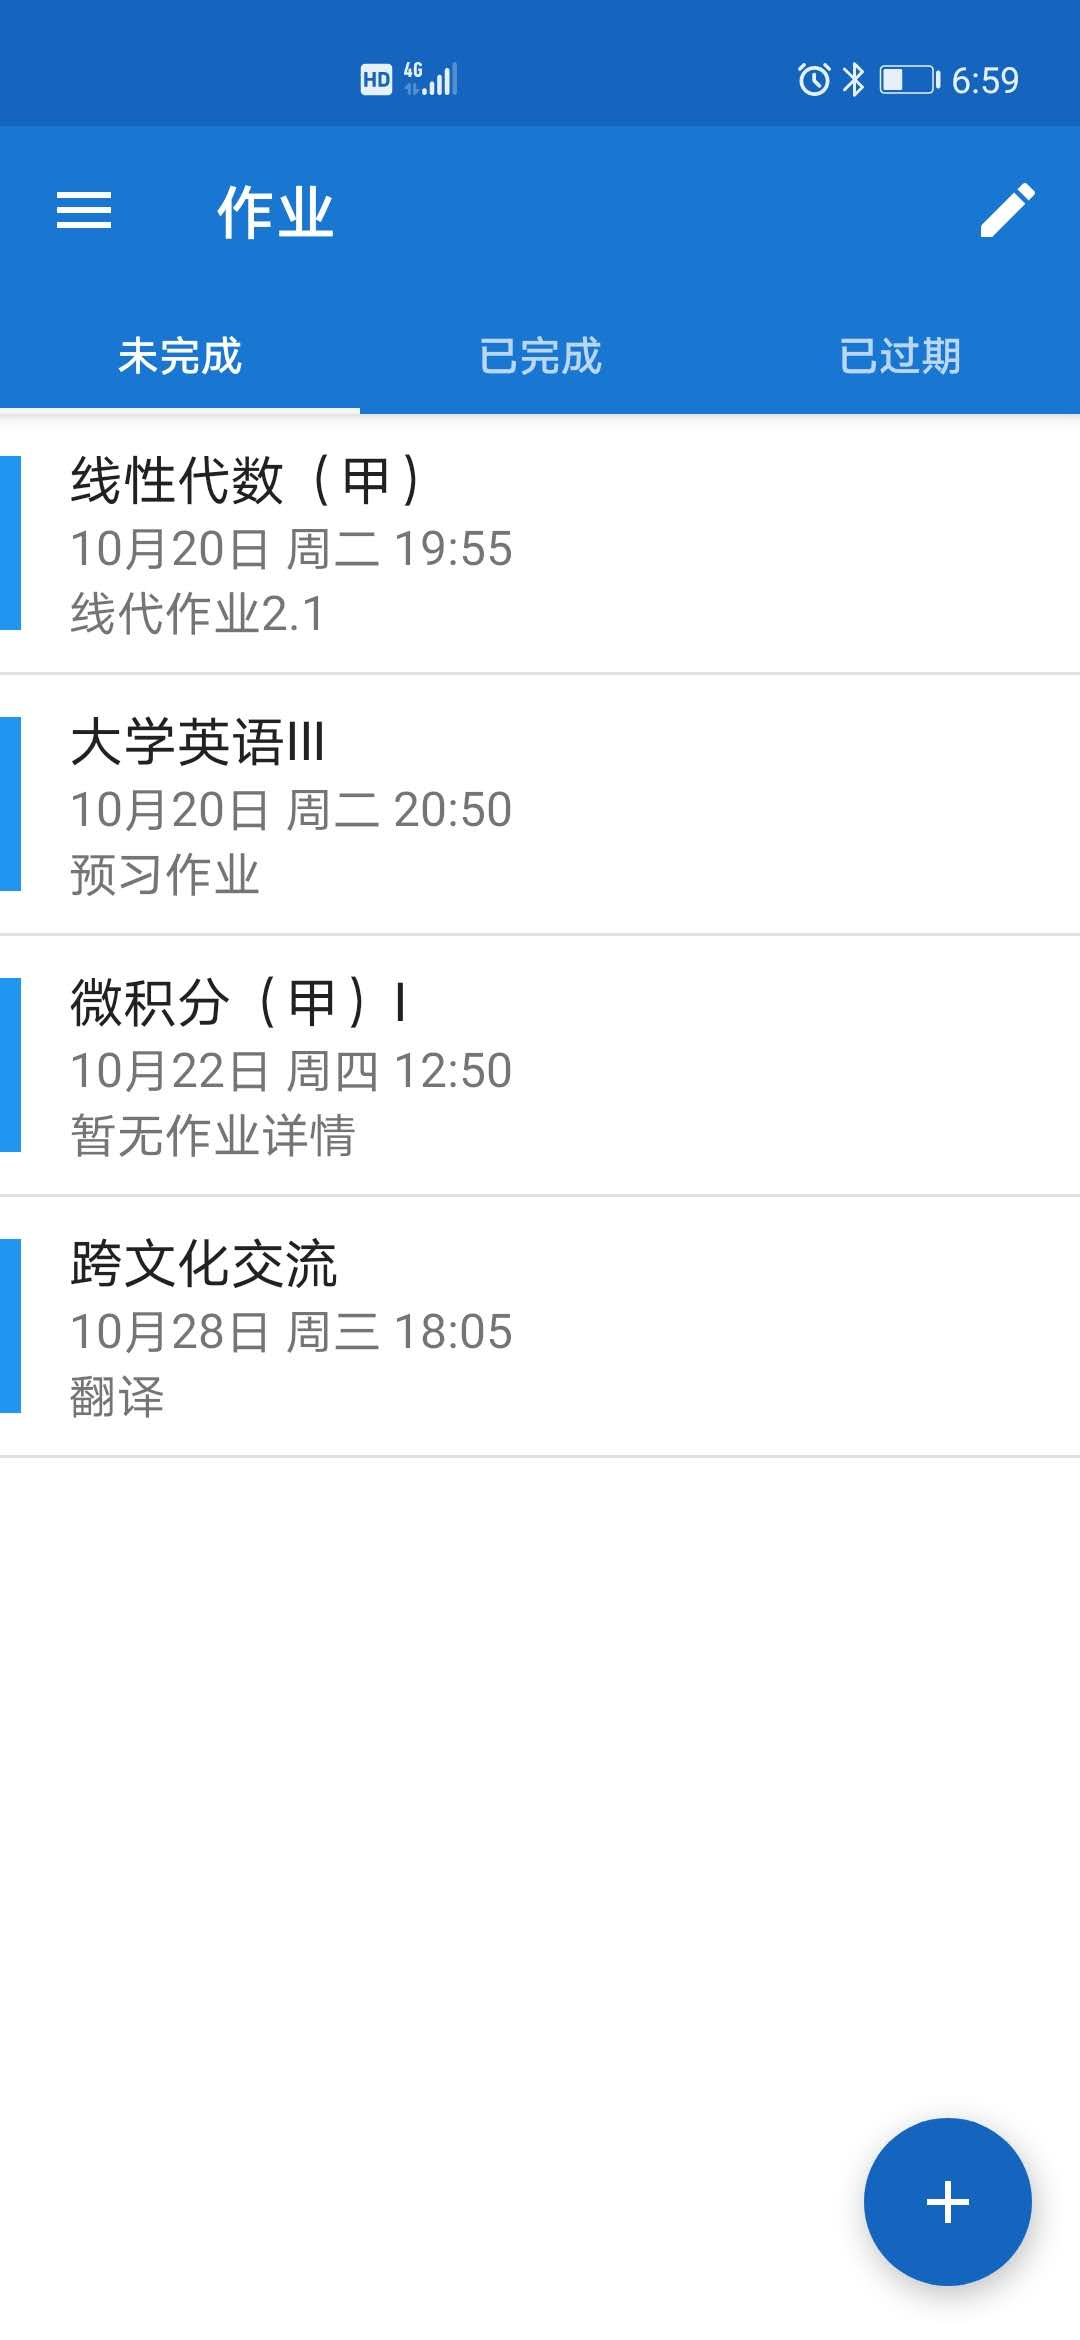 HD 4G 6:59
作业
未完成 已完成 已过期
线性代数（甲）
10月20日 周二 19:55
线代作业2.1
大学英语III
10月20日 周二 20:50
预习作业
微积分（甲）I
10月22日 周四 12:50
暂无作业详情
跨文化交流
10月28日 周三 18:05
翻译